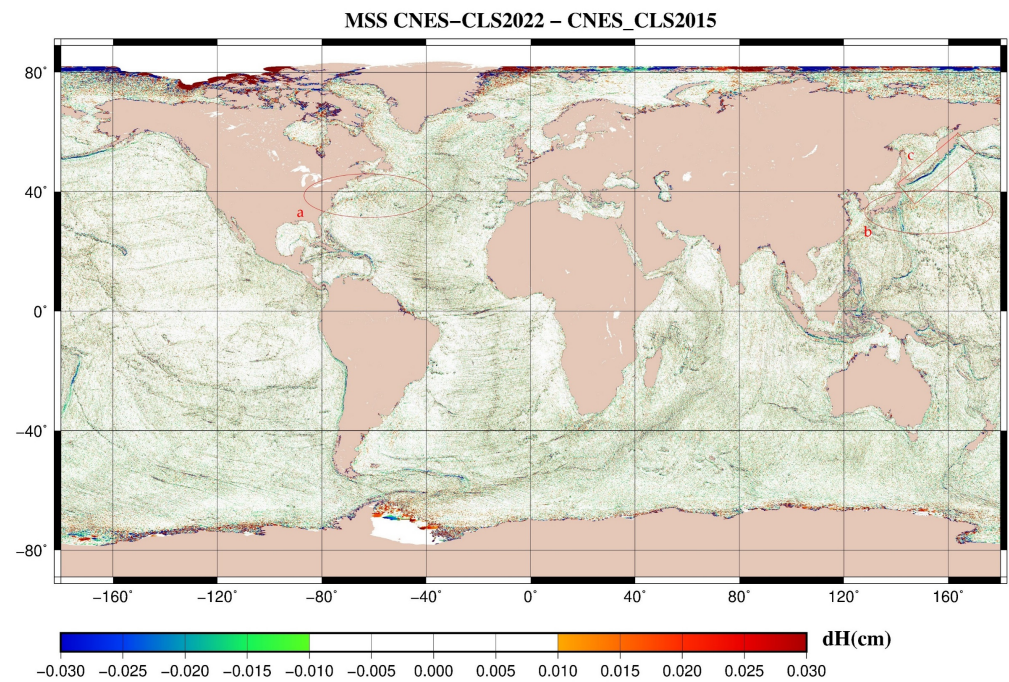 MSS CNES−CLS2022 − CNES_CLS2015
80˚
c
40˚
a
b
0˚
−40˚
−80˚
−160˚ −120˚ −80˚ −40˚ 0˚ 40˚ 80˚ 120˚ 160˚
dH(cm)
−0.030 −0.025 −0.020 −0.015 −0.010 −0.005 0.000 0.005 0.010 0.015 0.020 0.025 0.030